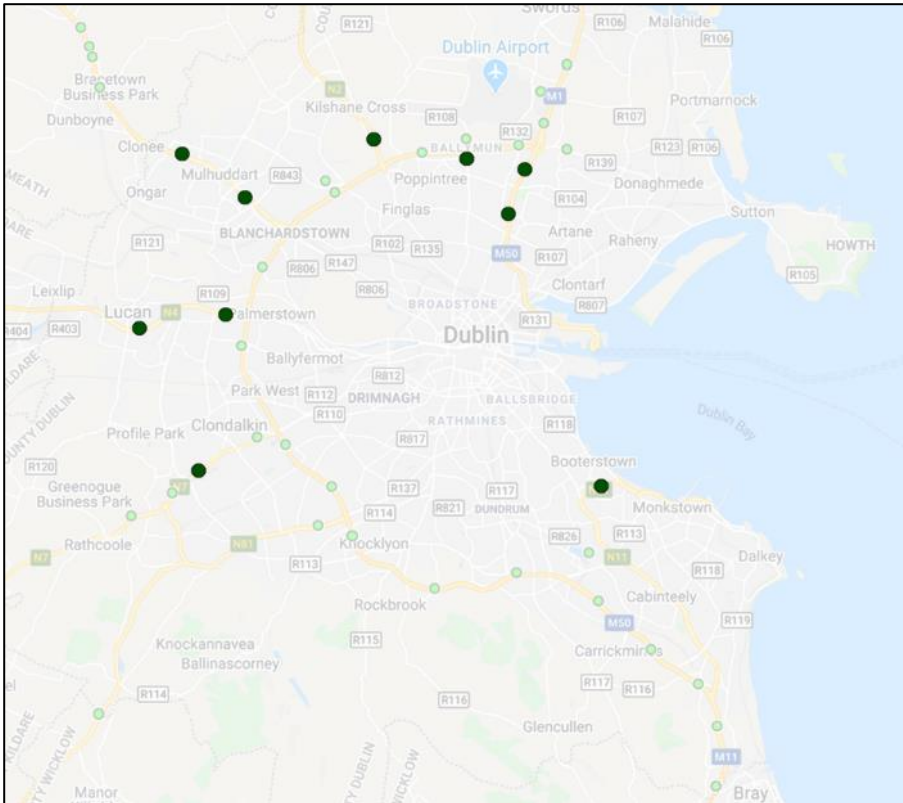 Swords
R121
Malahide
R106
Dublin Airport
Bracetown
Business Park
N2
M1
Portmarnock
Kilshane Cross
R108
R107
Dunboyne
R132
Clonee
BALLYMUN
R123
R106
MEATH
Mulhuddart
R843
R139
Ongar
Poppintree
Donaghmede
R104
Finglas
Sutton
R121
BLANCHARDSTOWN
R102
R135
Artane
Raheny
HOWTH
M50
R107
R806
R147
R105
Leixlip
R109
R806
Clontarf
BROADSTONE
R807
Lucan
N4
Palmerstown
R131
R404
R403
Dublin
Ballyfermot
R812
Park West
R112
DRIMNAGH
BALLSBRIDGE
COUNTY DUBLIN
R110
RATHMINES
Dublin Bay
Profile Park
Clondalkin
R118
R817
R120
Booterstown
N7
Greenogue
Business Park
R137
R117
R114
R821
DUNDRUM
Monkstown
Rathcoole
N81
Knocklyon
R826
R113
N7
R113
N11
Dalkey
R118
Rockbrook
Cabinteely
M50
R119
Knockannavea
R115
Ballinascorney
Carrickmines
R114
R116
R117
R116
Glencullen
KILDARE
M11
Manor
Bray